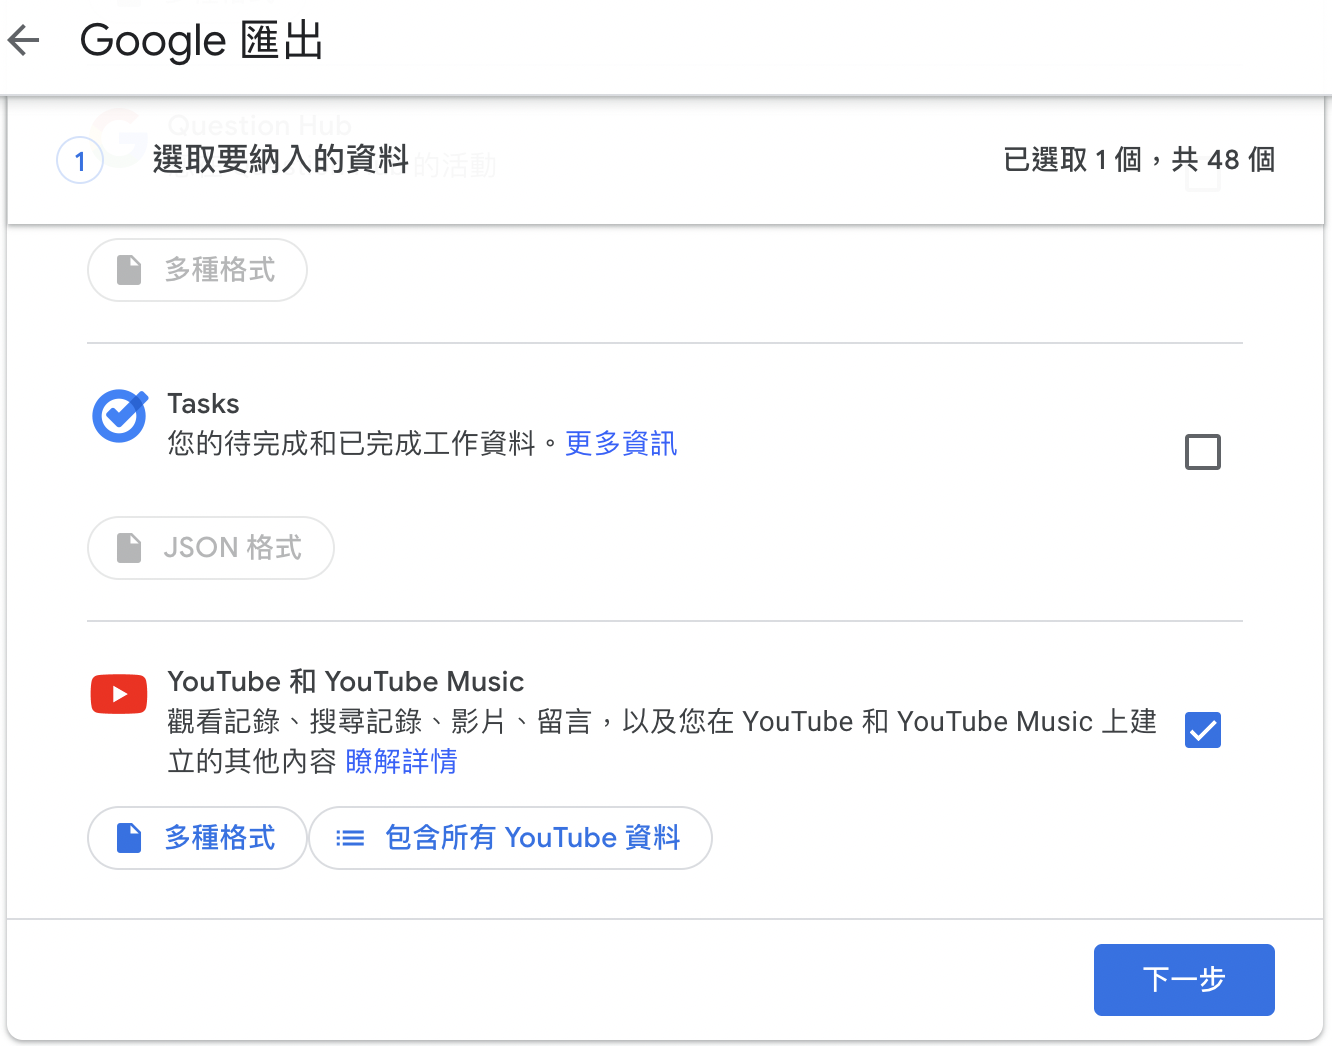 Google 匯出
Question Hub
的活動
1 選取要納入的資料
已選取 1 個，共 48 個
多種格式
Tasks
您的待完成和已完成工作資料。更多資訊
JSON 格式
YouTube 和 YouTube Music
觀看記錄、搜尋記錄、影片、留言，以及您在 YouTube 和 YouTube Music 上建
立的其他內容 瞭解詳情
多種格式
包含所有 YouTube 資料
下一步